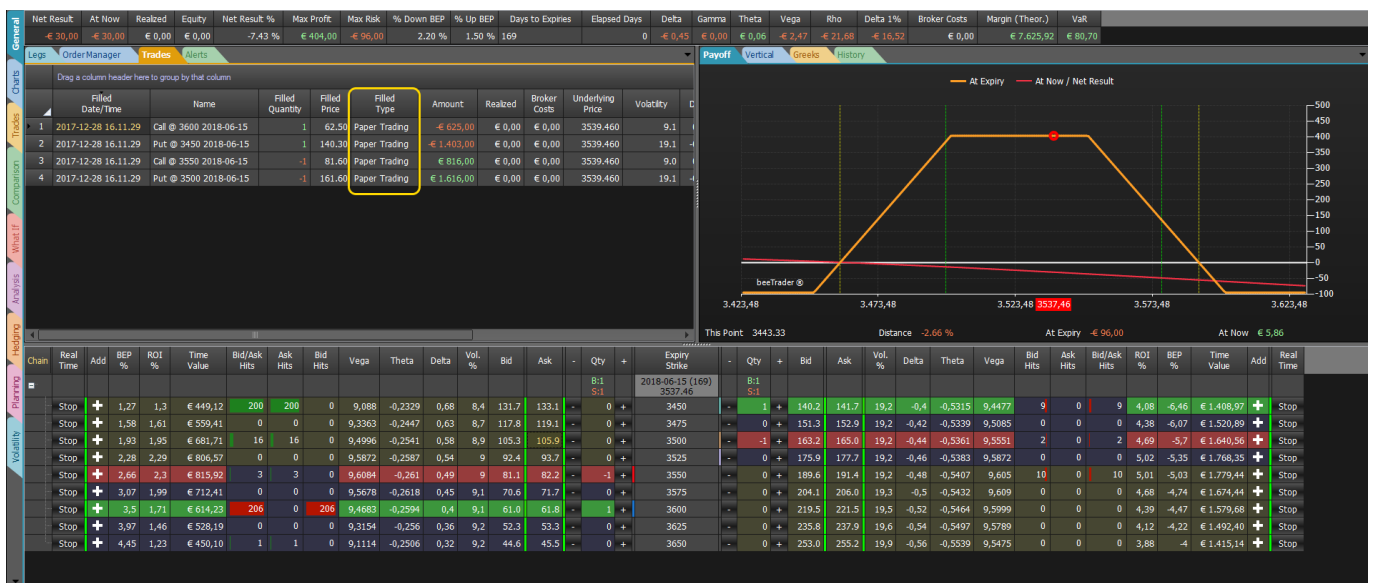 Net Result At Now Realized Equity Net Result % Max Profit Max Risk % Down BEP % Up BEP Days to Expiries Elapsed Days Delta Gamma Theta Vega Rho Delta 1% Broker Costs Margin (Theor.) VaR
-€ 30,00 -€ 30,00 € 0,00 € 0,00 -7.43 % € 404,00 -€ 96,00 2.20 % 1.50 % 169 0 -€ 0,45 € 0,00 € 0,06 -€ 2,47 -€ 21,68 -€ 16,52 € 0,00 € 7.625,92 € 80,70
General
Charts
Trades
Comparison
What If
Analysis
Hedging
Planning
Volatility
Legs Order Manager Trades Alerts
Drag a column header here to group by that column
Filled Date/Time Name Filled Quantity Filled Price Filled Type Amount Realized Broker Costs Underlying Price Volatility D
1 2017-12-28 16.11.29 Call @ 3600 2018-06-15 1 62.50 Paper Trading -€ 625,00 € 0,00 € 0,00 3539.460 9.1
2 2017-12-28 16.11.29 Put @ 3450 2018-06-15 1 140.30 Paper Trading -€ 1.403,00 € 0,00 € 0,00 3539.460 19.1
3 2017-12-28 16.11.29 Call @ 3550 2018-06-15 -1 81.60 Paper Trading € 816,00 € 0,00 € 0,00 3539.460 9.0
4 2017-12-28 16.11.29 Put @ 3500 2018-06-15 -1 161.60 Paper Trading € 1.616,00 € 0,00 € 0,00 3539.460 19.1
Payoff Vertical Greeks History
At Expiry At Now / Net Result
500
400
350
300
250
200
150
100
50
0
-50
-100
beeTrader ®
3.423,48 3.473,48 3.523,48 3537,46 3.573,48 3.623,48
This Point 3443.33 Distance -2.66 % At Expiry -€ 96,00 At Now € 5,86
Chain Real Time Add BEP % ROI % Time Value Bid/Ask Hits Ask Hits Bid Hits Vega Theta Delta Vol. % Bid Ask - Qty + Expiry Strike - Qty + Bid Ask Vol. % Delta Theta Vega Bid Hits Ask Hits Bid/Ask Hits ROI % BEP % Time Value Add Real Time
B:1 S:1 2018-06-15 (169) 3537.46 B:1 S:1
Stop + 1,27 1,3 € 449,12 200 200 0 9,088 -0,2329 0,68 8,4 131.7 133.1 - 0 + 3450 - 1 + 140.2 141.7 19,2 -0,4 -0,5315 9,4477 9 0 9 4,08 -6,46 € 1.408,97 + Stop
Stop + 1,58 1,61 € 559,41 0 0 0 9,3363 -0,2447 0,63 8,7 117.8 119.1 - 0 + 3475 - 0 + 151.3 152.9 19,2 -0,42 -0,5339 9,5085 0 0 0 4,38 -6,07 € 1.520,89 + Stop
Stop + 1,93 1,95 € 681,71 16 16 0 9,4996 -0,2541 0,58 8,9 105.3 105.9 - 0 + 3500 - -1 + 163.2 165.0 19,2 -0,44 -0,5361 9,5551 2 0 2 4,69 -5,7 € 1.640,56 + Stop
Stop + 2,28 2,29 € 806,57 0 0 0 9,5872 -0,2587 0,54 9 92.4 93.7 - 0 + 3525 - 0 + 175.9 177.7 19,2 -0,46 -0,5383 9,5872 0 0 0 5,02 -5,35 € 1.768,35 + Stop
Stop + 2,66 2,3 € 815,92 3 3 0 9,6084 -0,261 0,49 9 81.1 82.2 - -1 + 3550 - 0 + 189.6 191.4 19,2 -0,48 -0,5407 9,605 10 0 10 5,01 -5,03 € 1.779,44 + Stop
Stop + 3,07 1,99 € 712,41 0 0 0 9,5678 -0,2618 0,45 9,1 70.6 71.7 - 0 + 3575 - 0 + 204.1 206.0 19,3 -0,5 -0,5432 9,609 0 0 0 4,68 -4,74 € 1.674,44 + Stop
Stop + 3,5 1,71 € 614,23 206 0 206 9,4683 -0,2594 0,4 9,1 61.0 61.8 - 1 + 3600 - 0 + 219.5 221.5 19,5 -0,52 -0,5464 9,5999 0 0 0 4,39 -4,47 € 1.579,68 + Stop
Stop + 3,97 1,46 € 528,19 0 0 0 9,3154 -0,256 0,36 9,2 52.3 53.3 - 0 + 3625 - 0 + 235.8 237.9 19,6 -0,54 -0,5497 9,5789 0 0 0 4,12 -4,22 € 1.492,40 + Stop
Stop + 4,45 1,23 € 450,10 1 1 0 9,1114 -0,2506 0,32 9,2 44.6 45.5 - 0 + 3650 - 0 + 253.0 255.2 19,9 -0,56 -0,5539 9,5475 0 0 0 3,88 -4 € 1.415,14 + Stop